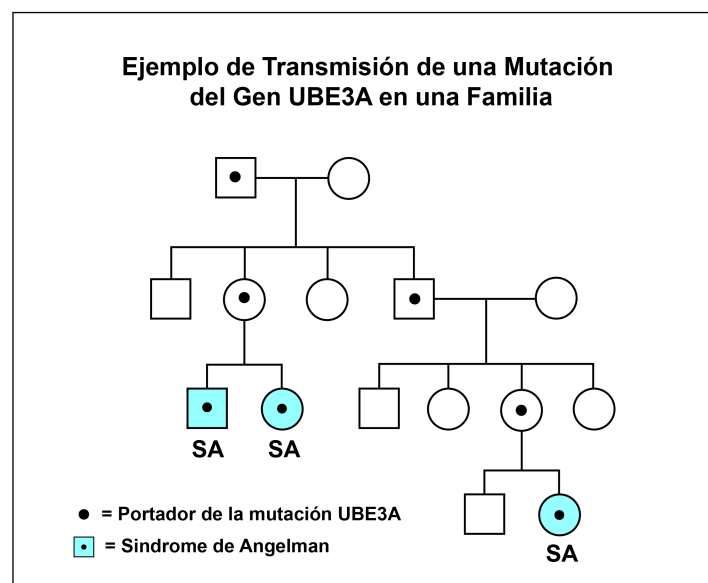 Ejemplo de Transmisión de una Mutación
del Gen UBE3A en una Familia
SA
SA
SA
= Portador de la mutación UBE3A
= Sindrome de Angelman